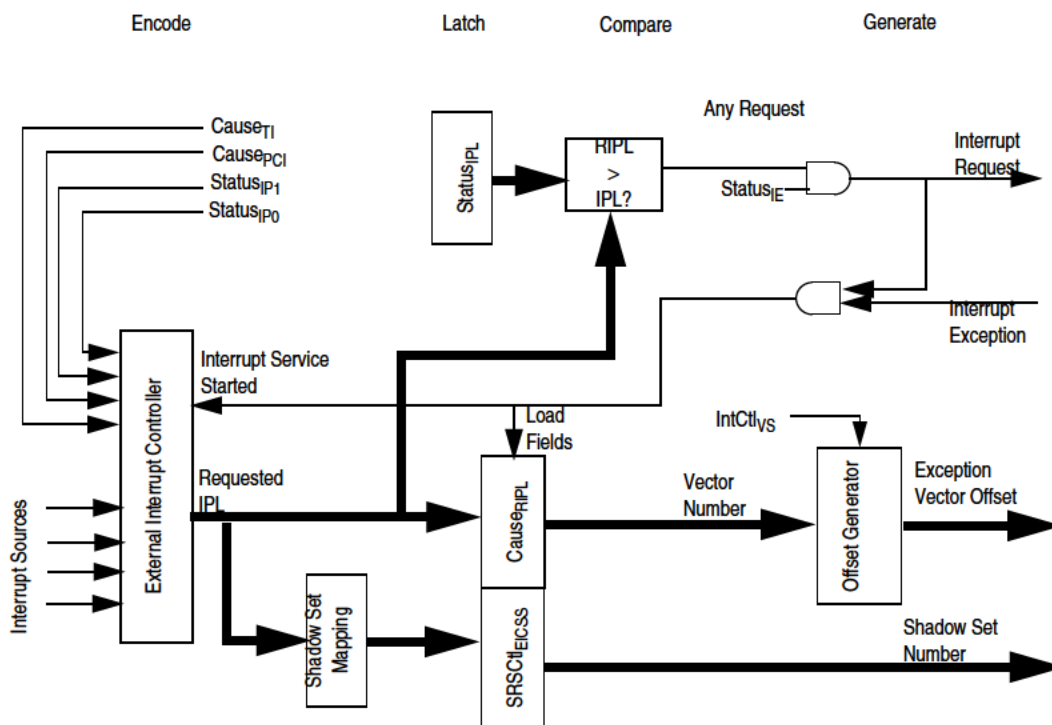 Encode
Latch
Compare
Generate
CauseTI
CausePCI
StatusIP1
StatusIP0
StatusIPL
RIPL
>
IPL?
Any Request
StatusIE
Interrupt
Request
Interrupt
Exception
External Interrupt Controller
Interrupt Service
Started
Load
Fields
IntCtlVS
Requested
IPL
Interrupt Sources
CauseRIPL
Vector
Number
Offset Generator
Exception
Vector Offset
Shadow Set
Mapping
SRSCtlEICSS
Shadow Set
Number